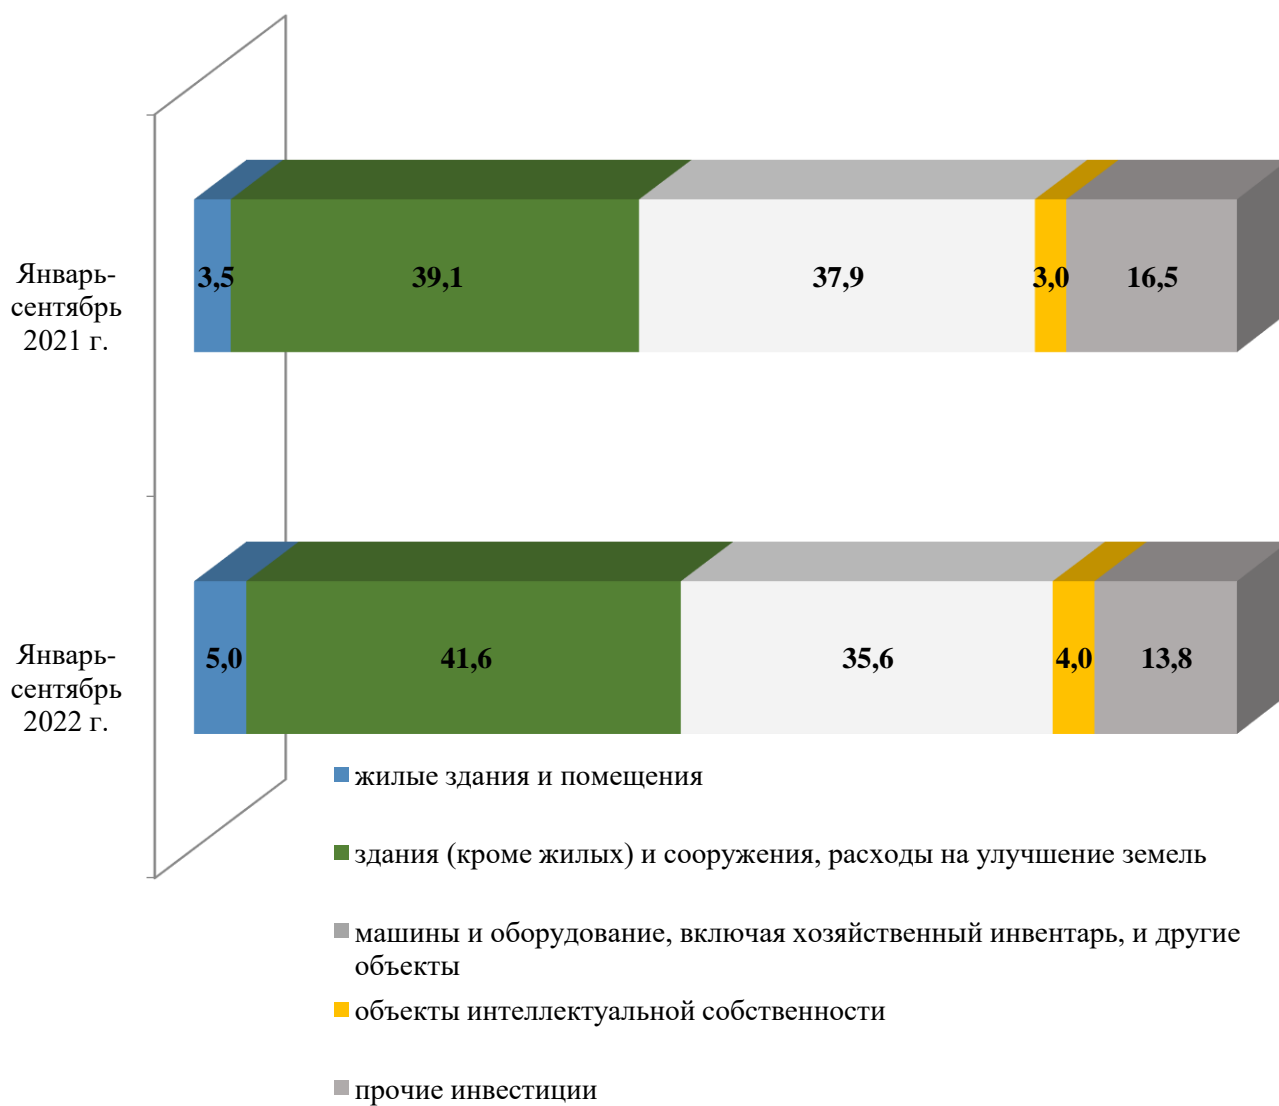 Январь-
сентябрь
2021 г.
3,5
39,1
37,9
3,0
16,5
Январь-
сентябрь
2022 г.
5,0
41,6
35,6
4,0
13,8
жилые здания и помещения
здания (кроме жилых) и сооружения, расходы на улучшение земель
машины и оборудование, включая хозяйственный инвентарь, и другие
объекты
объекты интеллектуальной собственности
прочие инвестиции